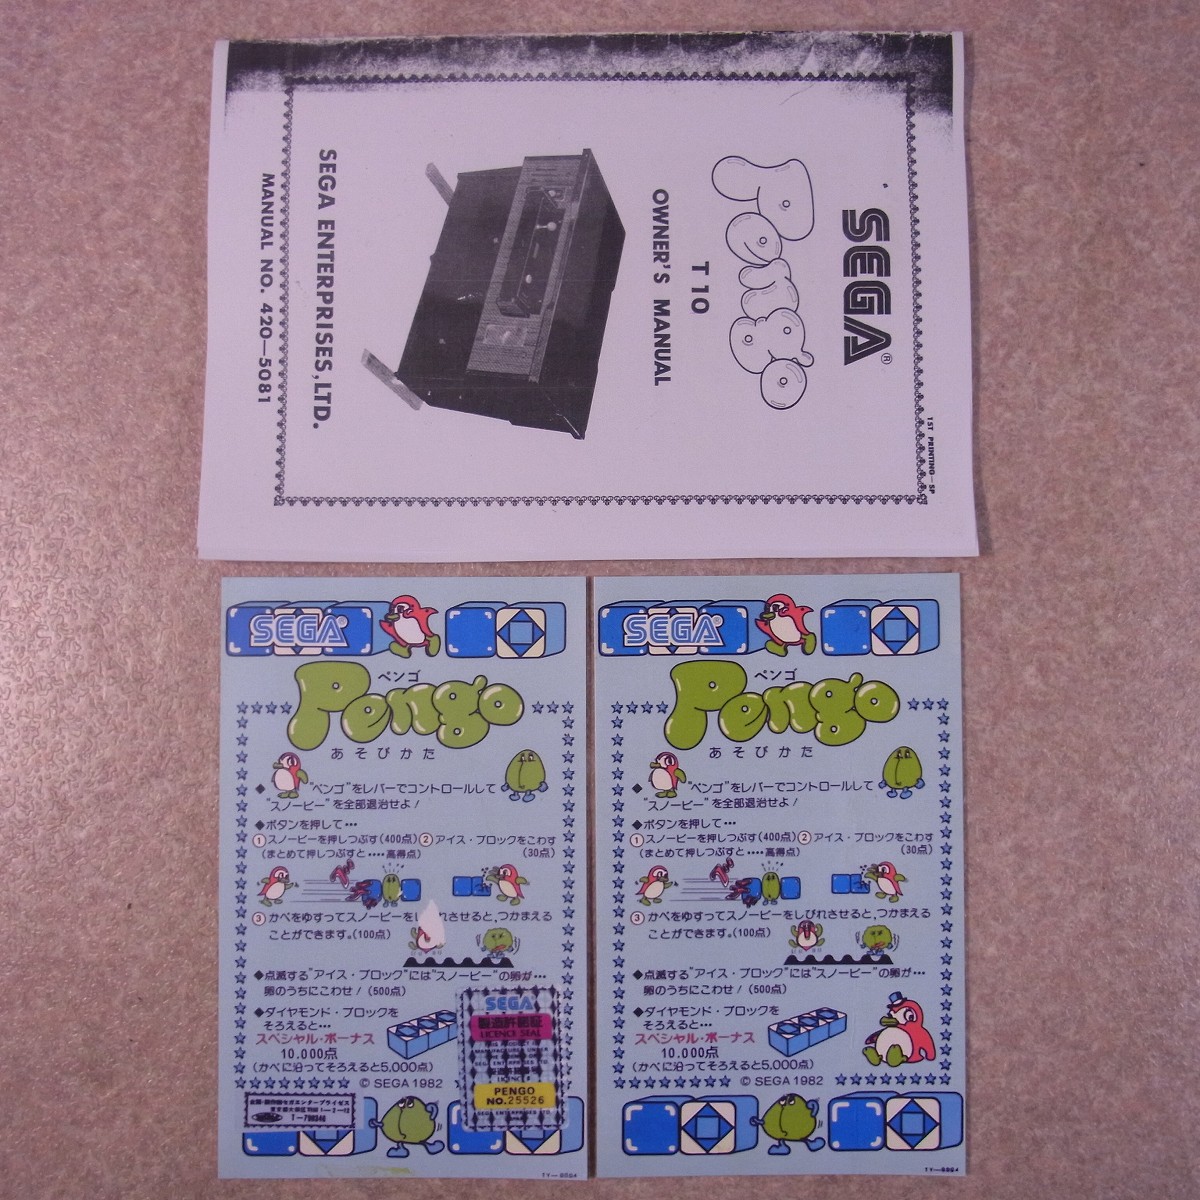 SEGA®
Pengo
T10
OWNER'S MANUAL
SEGA ENTERPRISES, LTD.
MANUAL NO. 420—5081
1ST PRINTING—SP
SEGA®
ペンゴ
Pengo
あそびかた
◆"ペンゴ"をレバーでコントロールして
"スノービー"を全部退治せよ！
◆ボタンを押して…
①スノービーを押しつぶす(400点)②アイス・ブロックをこわす
(まとめて押しつぶすと‥‥高得点) (30点)
③かべをゆすってスノービーをし れさせると,つかまえる
ことができます。(100点)
◆点滅する"アイス・ブロック"には"スノービー"の卵が…
卵のうちにこわせ！(500点)
◆ダイヤモンド・ブロックを
そろえると…
スペシャル・ボーナス
10.000点
(かべに沿ってそろえると5,000点)
© SEGA 1982
SEGA
製造許諾証
LICENCE SEAL
PENGO
NO.25526
TY—8064
SEGA®
ペンゴ
Pengo
あそびかた
◆"ペンゴ"をレバーでコントロールして
"スノービー"を全部退治せよ！
◆ボタンを押して…
①スノービーを押しつぶす(400点)②アイス・ブロックをこわす
(まとめて押しつぶすと‥‥高得点) (30点)
③かべをゆすってスノービーをしびれさせると,つかまえる
ことができます。(100点)
◆点滅する"アイス・ブロック"には"スノービー"の卵が…
卵のうちにこわせ！(500点)
◆ダイヤモンド・ブロックを
そろえると…
スペシャル・ボーナス
10.000点
(かべに沿ってそろえると5,000点)
© SEGA 1982